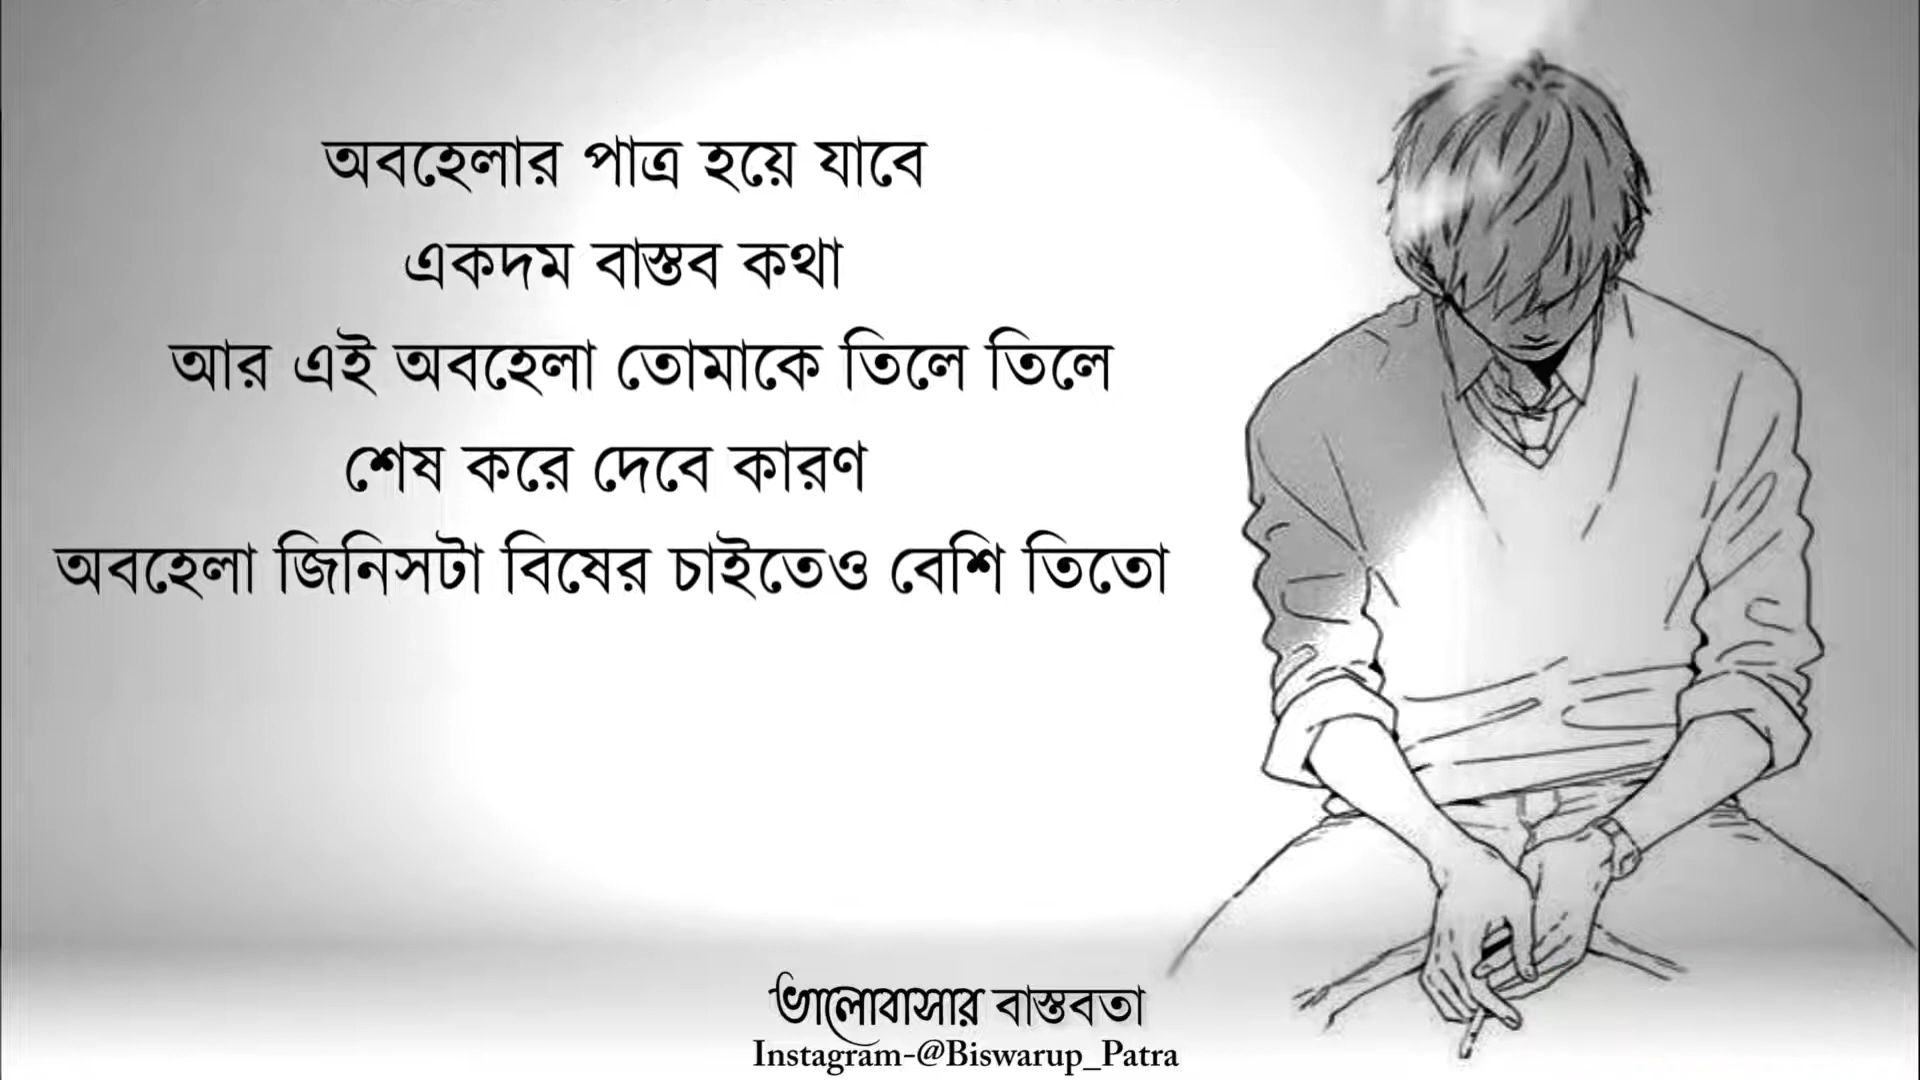 অবহেলার পাত্র হয়ে যাবে
একদম বাস্তব কথা
আর এই অবহেলা তোমাকে তিলে তিলে
শেষ করে দেবে কারণ
অবহেলা জিনিসটা বিষের চাইতেও বেশি তিতো
ভালোবাসার বাস্তবতা
Instagram-@Biswarup_Patra